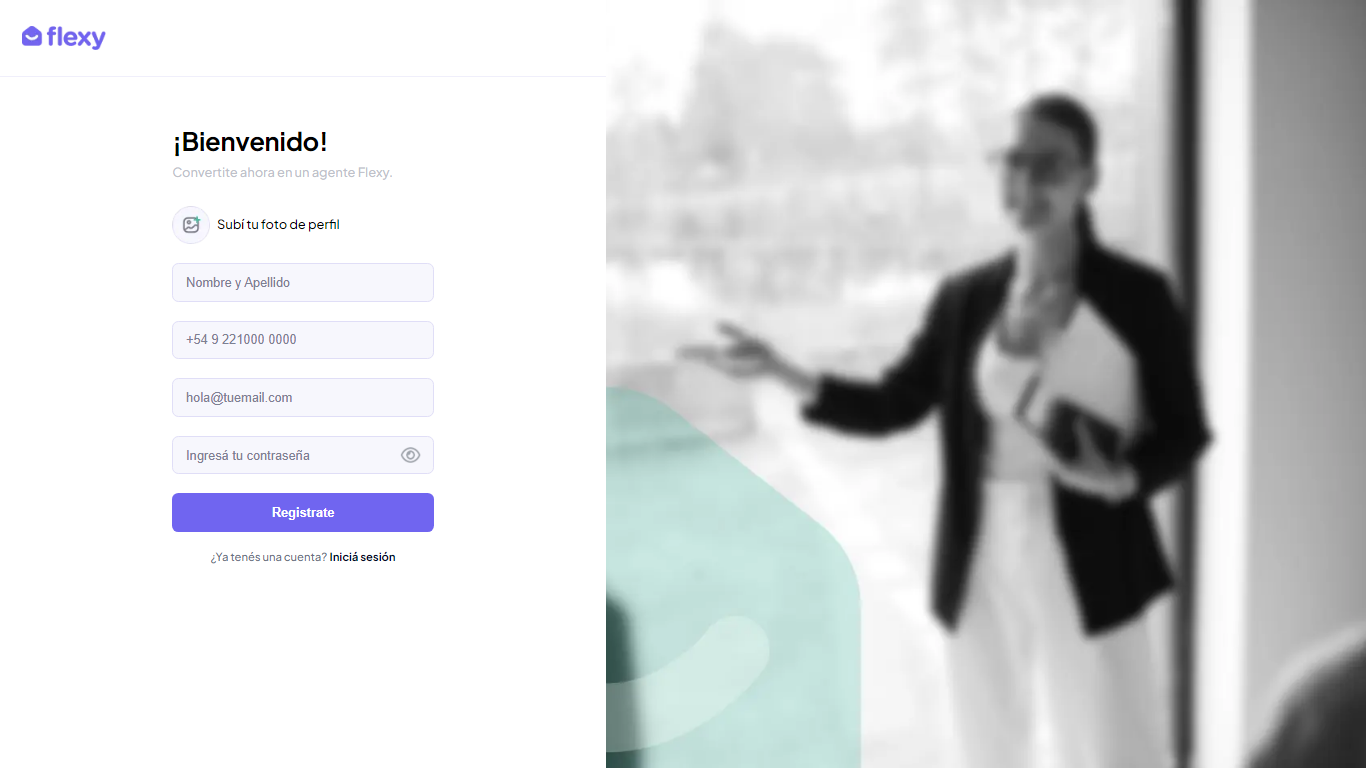 flexy
¡Bienvenido!
Convertite ahora en un agente Flexy.
Subí tu foto de perfil
Nombre y Apellido
+54 9 221000 0000
hola@tuemail.com
Ingresá tu contraseña
Registrate
¿Ya tenés una cuenta? Iniciá sesión